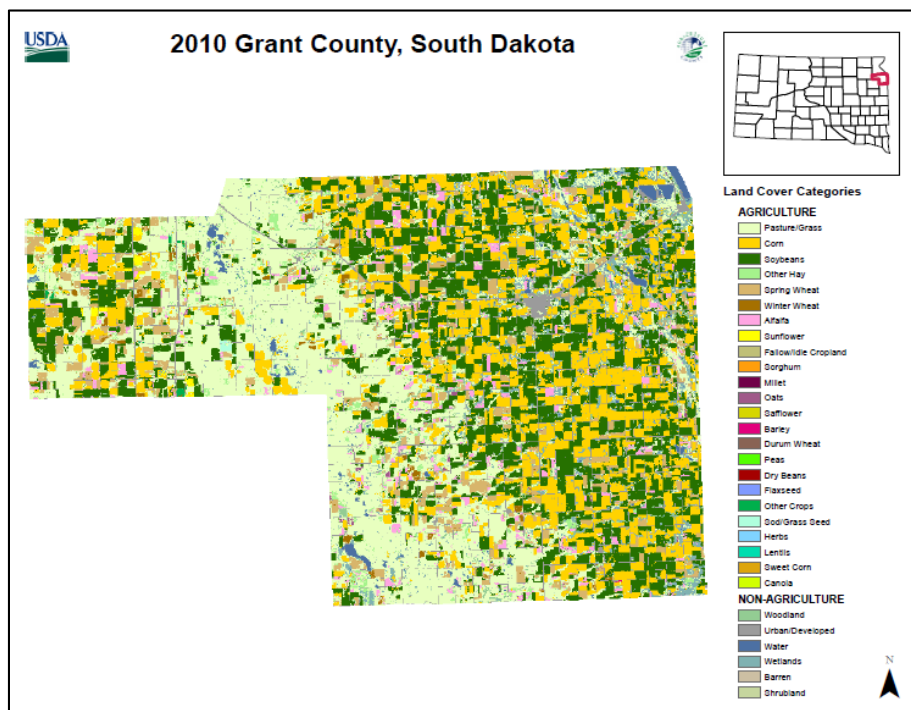 USDA
2010 Grant County, South Dakota
Land Cover Categories
AGRICULTURE
Pasture/Grass
Corn
Soybeans
Other Hay
Spring Wheat
Winter Wheat
Alfalfa
Sunflower
Fallow/Idle Cropland
Sorghum
Millet
Oats
Safflower
Barley
Durum Wheat
Peas
Dry Beans
Flaxseed
Other Crops
Sod/Grass Seed
Herbs
Lentils
Sweet Corn
Canola
NON-AGRICULTURE
Woodland
Urban/Developed
Water
Wetlands
Barren
Shrubland
N